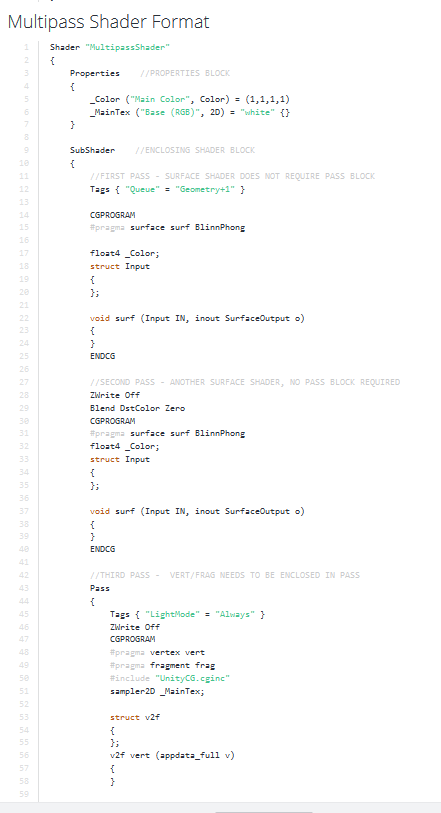 Multipass Shader Format
1 Shader "MultipassShader"
2 {
3 Properties //PROPERTIES BLOCK
4 {
5 _Color ("Main Color", Color) = (1,1,1,1)
6 _MainTex ("Base (RGB)", 2D) = "white" {}
7 }
8
9 SubShader //ENCLOSING SHADER BLOCK
10 {
11 //FIRST PASS - SURFACE SHADER DOES NOT REQUIRE PASS BLOCK
12 Tags { "Queue" = "Geometry+1" }
13
14 CGPROGRAM
15 #pragma surface surf BlinnPhong
16
17 float4 _Color;
18 struct Input
19 {
20 };
21
22 void surf (Input IN, inout SurfaceOutput o)
23 {
24 }
25 ENDCG
26
27 //SECOND PASS - ANOTHER SURFACE SHADER, NO PASS BLOCK REQUIRED
28 ZWrite Off
29 Blend DstColor Zero
30 CGPROGRAM
31 #pragma surface surf BlinnPhong
32 float4 _Color;
33 struct Input
34 {
35 };
36
37 void surf (Input IN, inout SurfaceOutput o)
38 {
39 }
40 ENDCG
41
42 //THIRD PASS - VERT/FRAG NEEDS TO BE ENCLOSED IN PASS
43 Pass
44 {
45 Tags { "LightMode" = "Always" }
46 ZWrite Off
47 CGPROGRAM
48 #pragma vertex vert
49 #pragma fragment frag
50 #include "UnityCG.cginc"
51 sampler2D _MainTex;
52
53 struct v2f
54 {
55 };
56 v2f vert (appdata_full v)
57 {
58 }
59